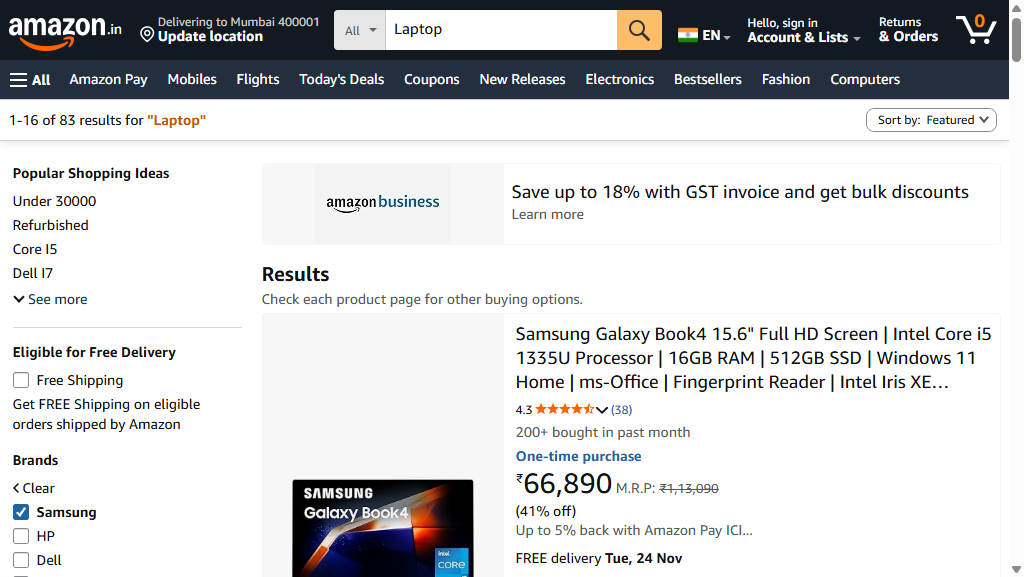 amazon.in
Delivering to Mumbai 400001
Update location
All
Laptop
EN
Hello, sign in
Account & Lists
Returns
& Orders
0
All
Amazon Pay
Mobiles
Flights
Today's Deals
Coupons
New Releases
Electronics
Bestsellers
Fashion
Computers
1-16 of 83 results for "Laptop"
Sort by: Featured
Popular Shopping Ideas
Under 30000
Refurbished
Core I5
Dell I7
See more
Eligible for Free Delivery
Free Shipping
Get FREE Shipping on eligible
orders shipped by Amazon
Brands
Clear
Samsung
HP
Dell
amazon business
Save up to 18% with GST invoice and get bulk discounts
Learn more
Results
Check each product page for other buying options.
SAMSUNG
Galaxy Book4
intel
CORE
Samsung Galaxy Book4 15.6" Full HD Screen | Intel Core i5
1335U Processor | 16GB RAM | 512GB SSD | Windows 11
Home | ms-Office | Fingerprint Reader | Intel Iris XE…
4.3 (38)
200+ bought in past month
One-time purchase
₹66,890 M.R.P: ₹1,13,090
(41% off)
Up to 5% back with Amazon Pay ICI…
FREE delivery Tue, 24 Nov